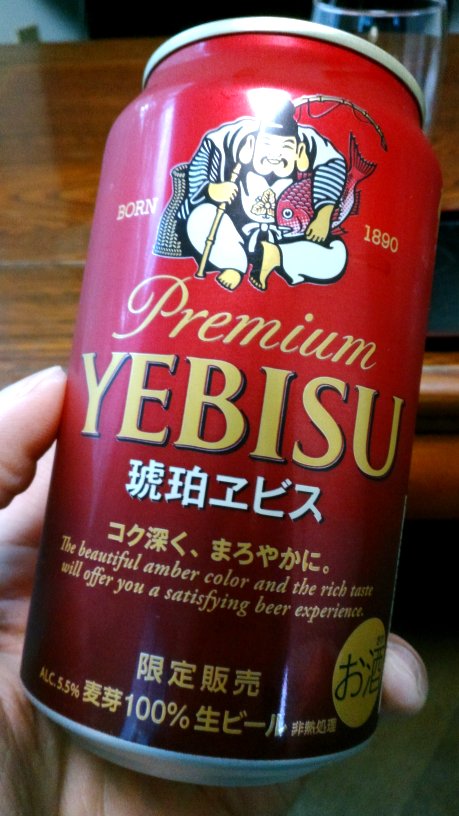 BORN
1890
Premium
YEBISU
琥珀ヱビス
コク深く、まろやかに。
The beautiful amber color and the rich taste
will offer you a satisfying beer experience.
限定販売
ALC.5.5% 麦芽100%生ビール 非熱処理
お酒